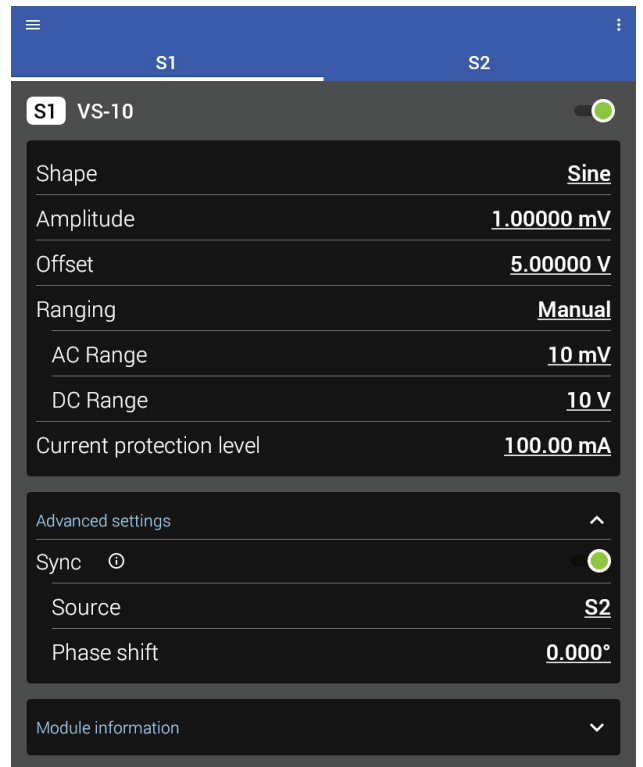 S1 S2
S1 VS-10
Shape Sine
Amplitude 1.00000 mV
Offset 5.00000 V
Ranging Manual
AC Range 10 mV
DC Range 10 V
Current protection level 100.00 mA
Advanced settings
Sync
Source S2
Phase shift 0.000°
Module information